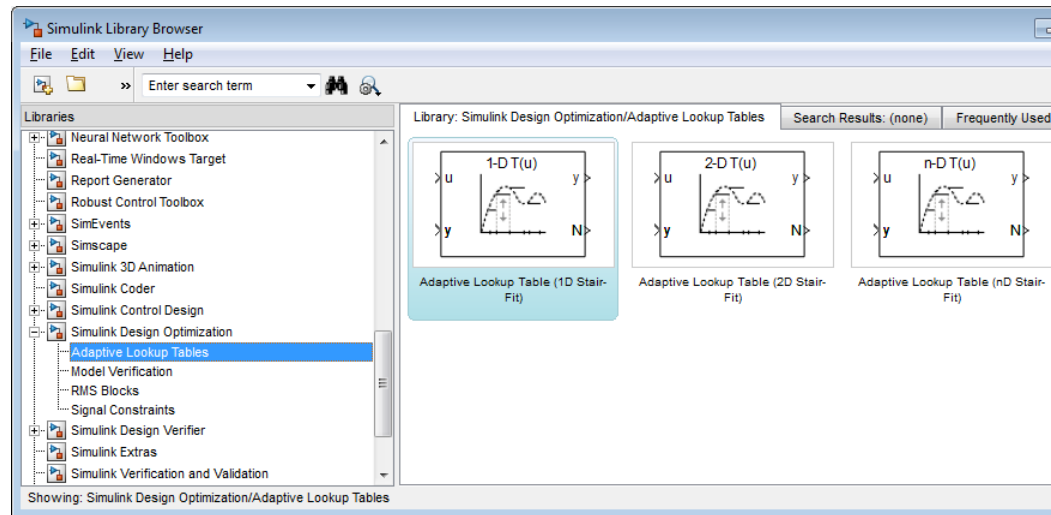 Simulink Library Browser
File Edit View Help
» Enter search term
Libraries
Neural Network Toolbox
Real-Time Windows Target
Report Generator
Robust Control Toolbox
SimEvents
Simscape
Simulink 3D Animation
Simulink Coder
Simulink Control Design
Simulink Design Optimization
Adaptive Lookup Tables
Model Verification
RMS Blocks
Signal Constraints
Simulink Design Verifier
Simulink Extras
Simulink Verification and Validation
Library: Simulink Design Optimization/Adaptive Lookup Tables Search Results: (none) Frequently Used
1-D T(u)
u y
y N
Adaptive Lookup Table (1D Stair-
Fit)
2-D T(u)
u y
y N
Adaptive Lookup Table (2D Stair-
Fit)
n-D T(u)
u y
y N
Adaptive Lookup Table (nD Stair-
Fit)
Showing: Simulink Design Optimization/Adaptive Lookup Tables